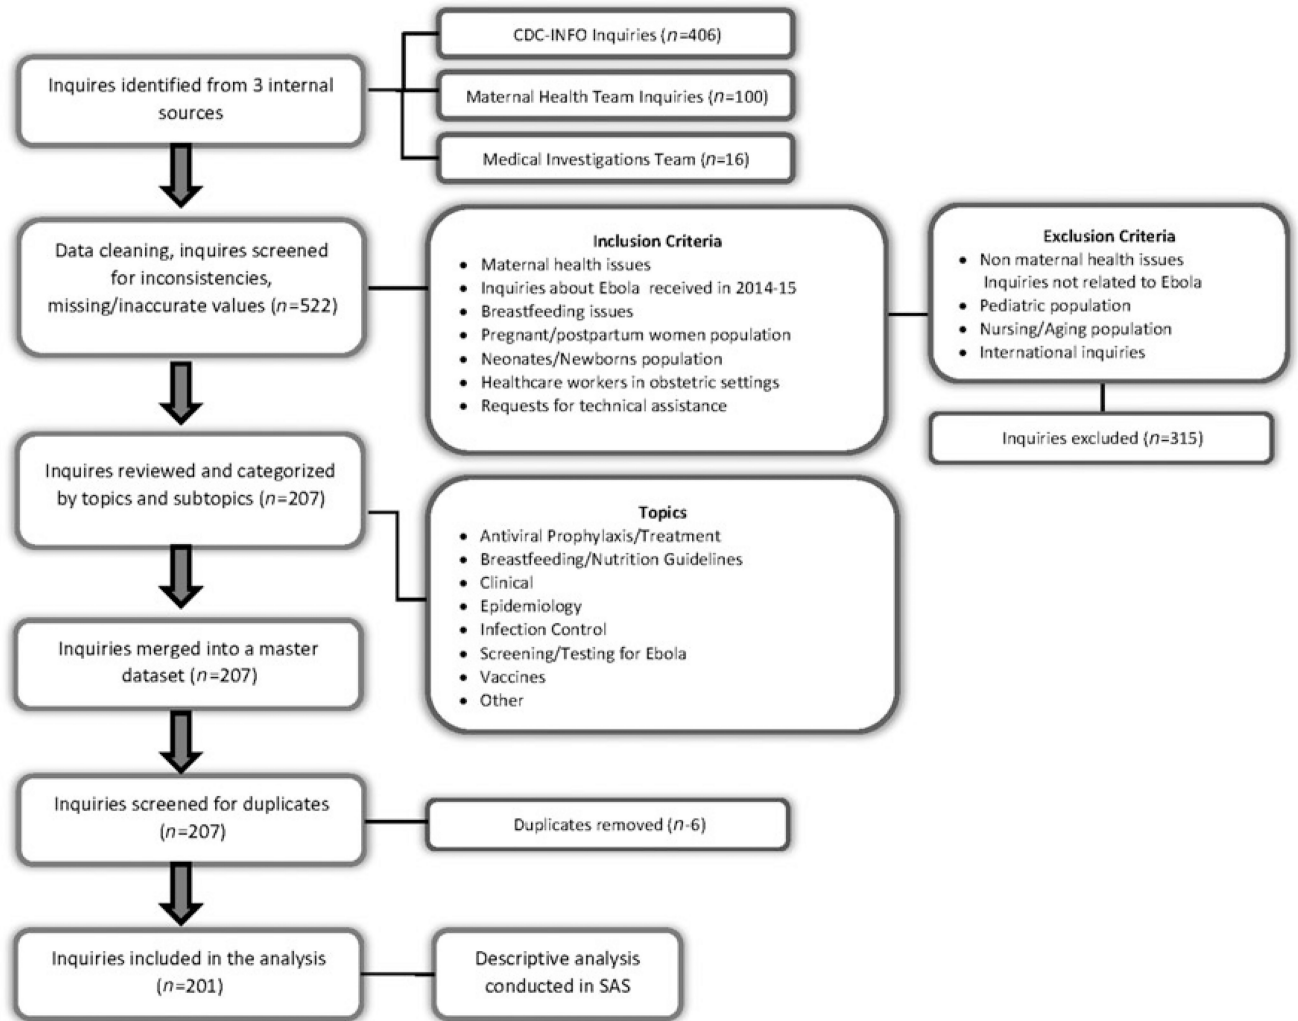 Inquires identified from 3 internal
sources
CDC-INFO Inquiries (n=406)
Maternal Health Team Inquiries (n=100)
Medical Investigations Team (n=16)
Data cleaning, inquires screened
for inconsistencies,
missing/inaccurate values (n=522)
Inclusion Criteria
• Maternal health issues
• Inquiries about Ebola received in 2014-15
• Breastfeeding issues
• Pregnant/postpartum women population
• Neonates/Newborns population
• Healthcare workers in obstetric settings
• Requests for technical assistance
Exclusion Criteria
• Non maternal health issues
Inquiries not related to Ebola
• Pediatric population
• Nursing/Aging population
• International inquiries
Inquiries excluded (n=315)
Inquires reviewed and categorized
by topics and subtopics (n=207)
Topics
• Antiviral Prophylaxis/Treatment
• Breastfeeding/Nutrition Guidelines
• Clinical
• Epidemiology
• Infection Control
• Screening/Testing for Ebola
• Vaccines
• Other
Inquiries merged into a master
dataset (n=207)
Inquiries screened for duplicates
(n=207)
Duplicates removed (n-6)
Inquiries included in the analysis
(n=201)
Descriptive analysis
conducted in SAS